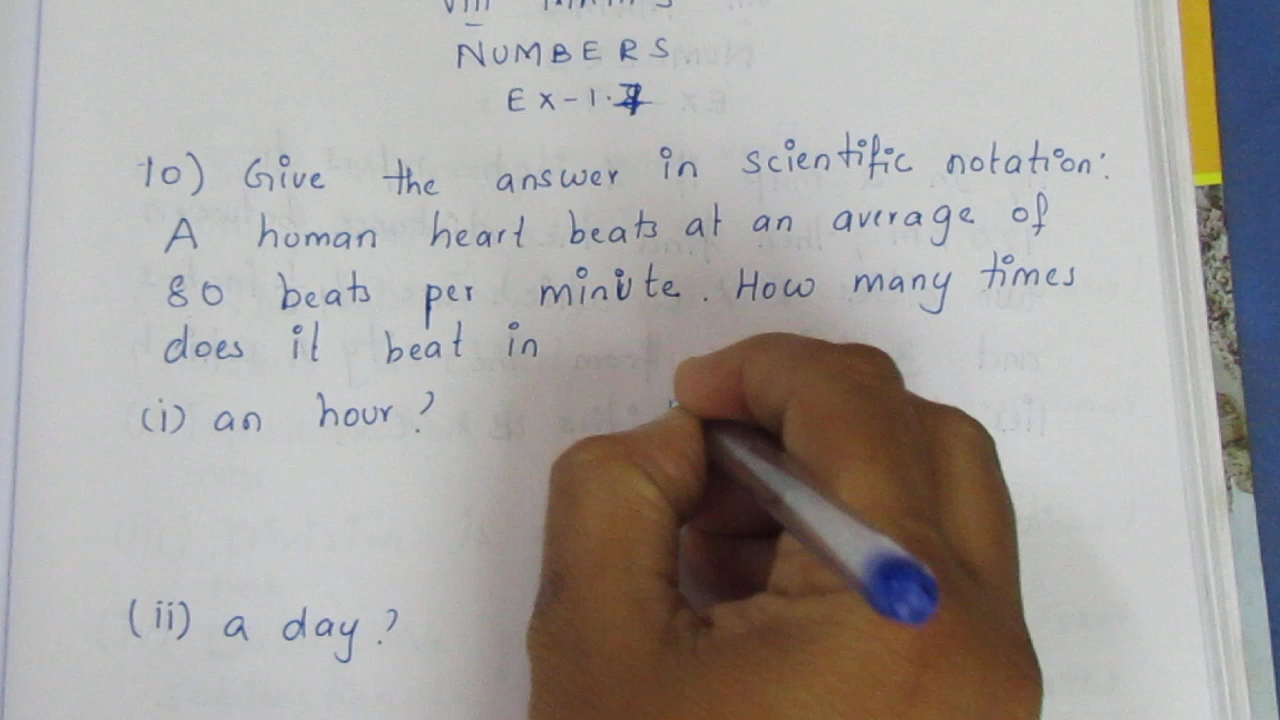 NUMBERS
Ex-1.7
10) Give the answer in scientific notation:
A human heart beats at an average of
80 beats per minute. How many times
does it beat in
(i) an hour?
(ii) a day?